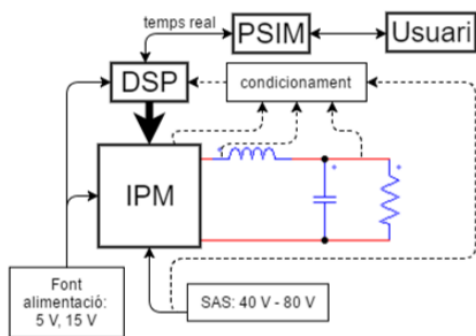 temps real
PSIM
Usuari
DSP
condicionament
IPM
Font
alimentació:
5 V, 15 V
SAS: 40 V - 80 V